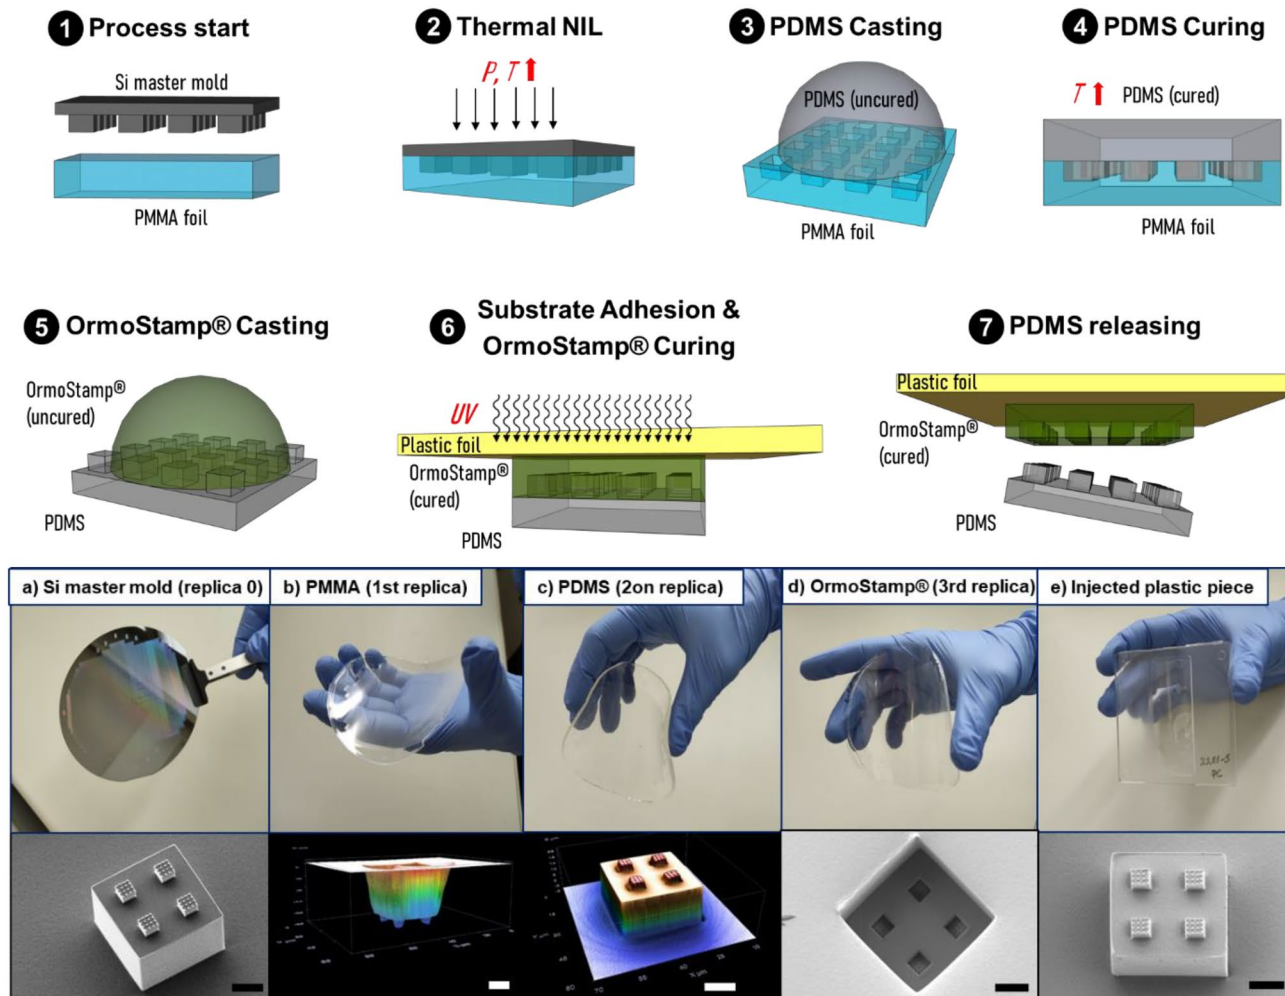 1 Process start
Si master mold
PMMA foil
2 Thermal NIL
P, T
3 PDMS Casting
PDMS (uncured)
PMMA foil
4 PDMS Curing
T
PDMS (cured)
PMMA foil
5 OrmoStamp® Casting
OrmoStamp®
(uncured)
PDMS
6 Substrate Adhesion &
OrmoStamp® Curing
UV
Plastic foil
OrmoStamp®
(cured)
PDMS
7 PDMS releasing
Plastic foil
OrmoStamp®
(cured)
PDMS
a) Si master mold (replica 0)
b) PMMA (1st replica)
c) PDMS (2on replica)
d) OrmoStamp® (3rd replica)
e) Injected plastic piece
PC
X µm